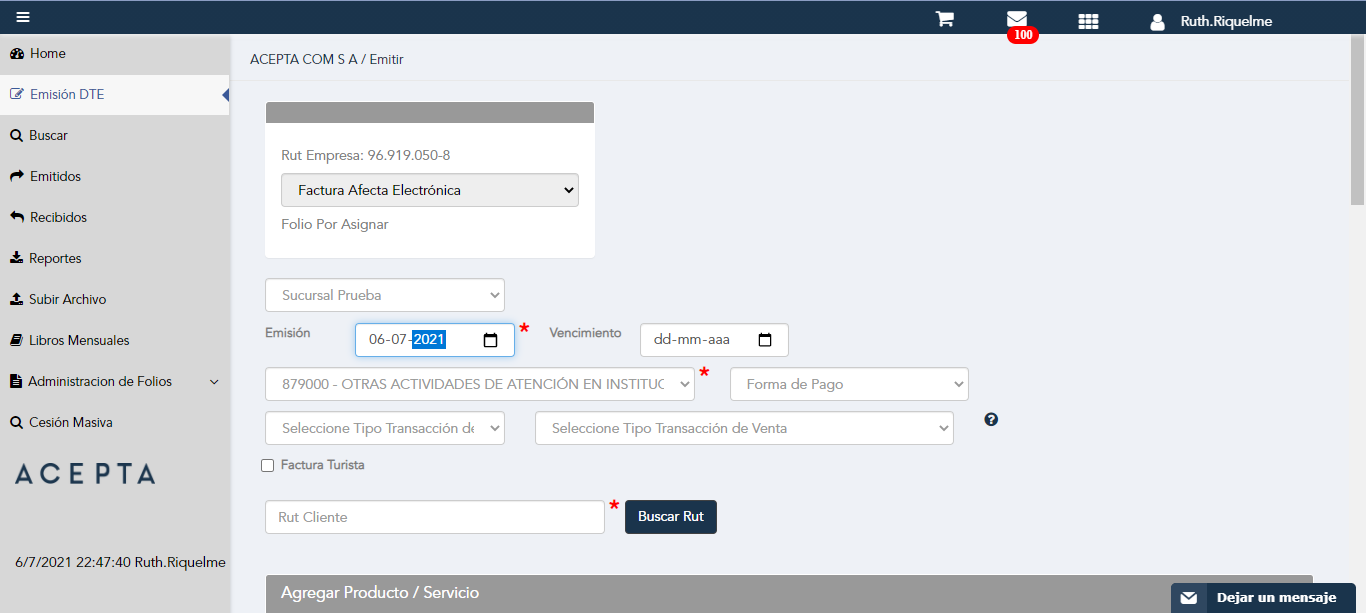 100
Ruth.Riquelme
Home
Emisión DTE
Buscar
Emitidos
Recibidos
Reportes
Subir Archivo
Libros Mensuales
Administracion de Folios
Cesión Masiva
ACEPTA
6/7/2021 22:47:40 Ruth.Riquelme
ACEPTA COM S A / Emitir
Rut Empresa: 96.919.050-8
Factura Afecta Electrónica
Folio Por Asignar
Sucursal Prueba
Emisión 06-07-2021 * Vencimiento dd-mm-aaa
879000 - OTRAS ACTIVIDADES DE ATENCIÓN EN INSTITUC * Forma de Pago
Seleccione Tipo Transacción de Seleccione Tipo Transacción de Venta
Factura Turista
Rut Cliente * Buscar Rut
Agregar Producto / Servicio
Dejar un mensaje